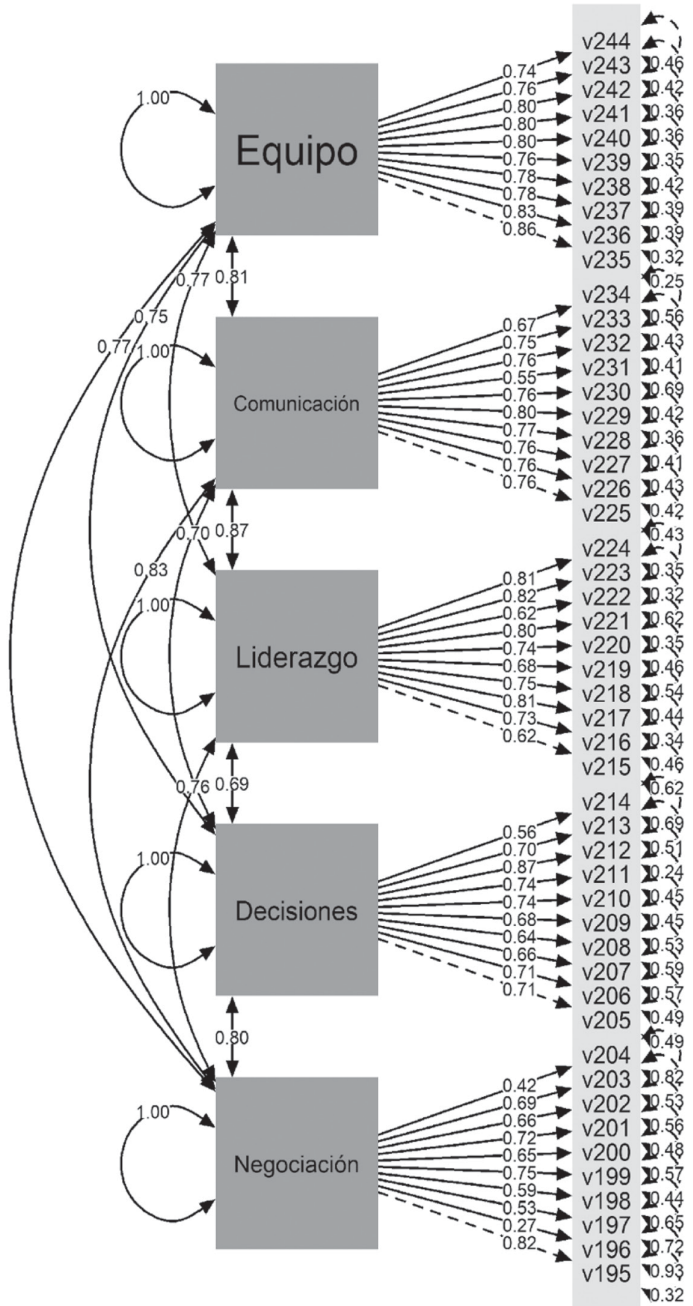 v244
0.46
0.74
v243
0.42
0.76
v242
0.36
1.00
0.80
v241
0.36
0.80
v240
0.35
Equipo
0.80
v239
0.42
0.76
v238
0.39
0.78
v237
0.39
0.78
v236
0.32
0.83
v235
0.25
0.86
0.77
0.81
0.75
0.77
v234
0.56
0.67
v233
0.43
0.75
v232
0.41
1.00
0.76
v231
0.69
0.55
v230
0.42
Comunicación
0.76
v229
0.36
0.80
v228
0.41
0.77
v227
0.43
0.76
v226
0.42
0.76
v225
0.43
0.76
0.70
0.87
0.83
v224
0.35
0.81
v223
0.32
0.82
v222
0.62
1.00
0.62
v221
0.35
0.80
v220
0.46
Liderazgo
0.74
v219
0.54
0.68
v218
0.44
0.75
v217
0.34
0.81
v216
0.46
0.73
v215
0.62
0.62
0.76
0.69
v214
0.69
0.56
v213
0.51
0.70
v212
0.24
1.00
0.87
v211
0.45
0.74
v210
0.45
Decisiones
0.74
v209
0.53
0.68
v208
0.59
0.64
v207
0.57
0.66
v206
0.49
0.71
v205
0.49
0.71
0.80
v204
0.82
0.42
v203
0.53
0.69
v202
0.56
1.00
0.66
v201
0.48
0.72
v200
0.57
Negociación
0.65
v199
0.44
0.75
v198
0.65
0.59
v197
0.72
0.53
v196
0.93
0.27
v195
0.32
0.82